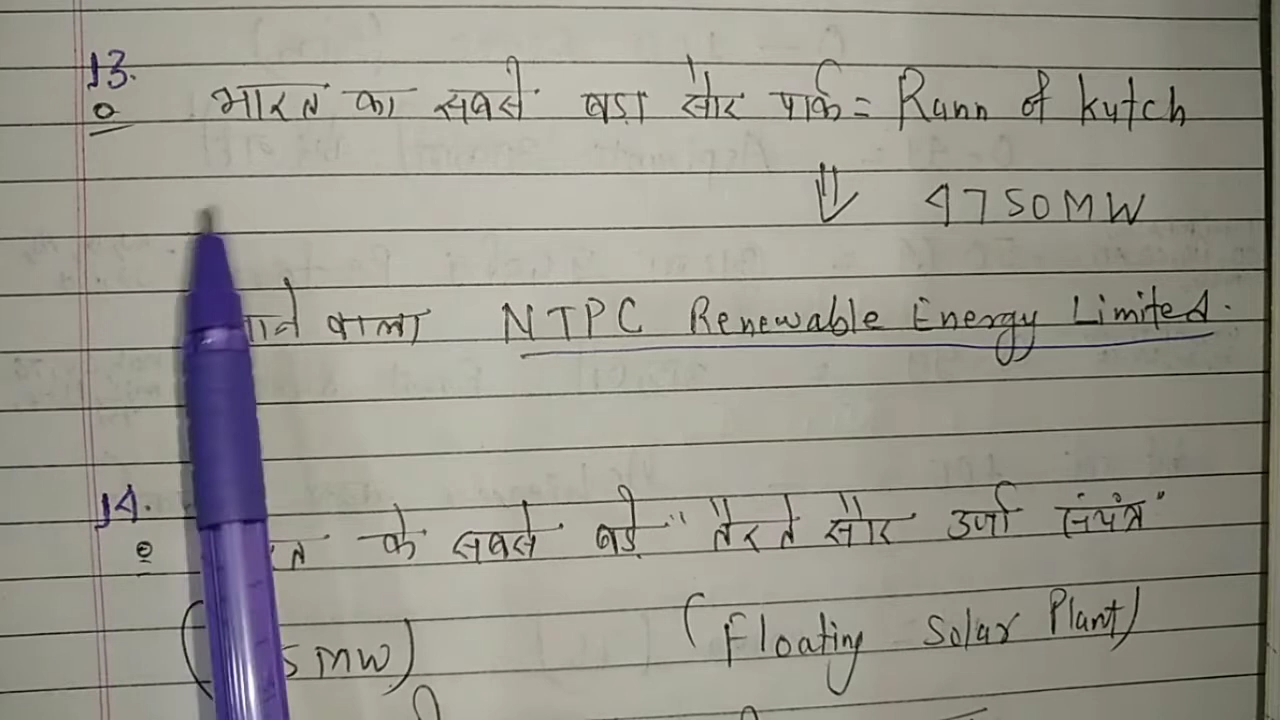 13. भारत का सबसे बड़ा सौर पार्क = Rann of Kutch
4750MW
वाला NTPC Renewable Energy Limited.
14. के सबसे बड़े "तैरते सौर उर्जा संयंत्र"
MW) (Floating Solar Plant)